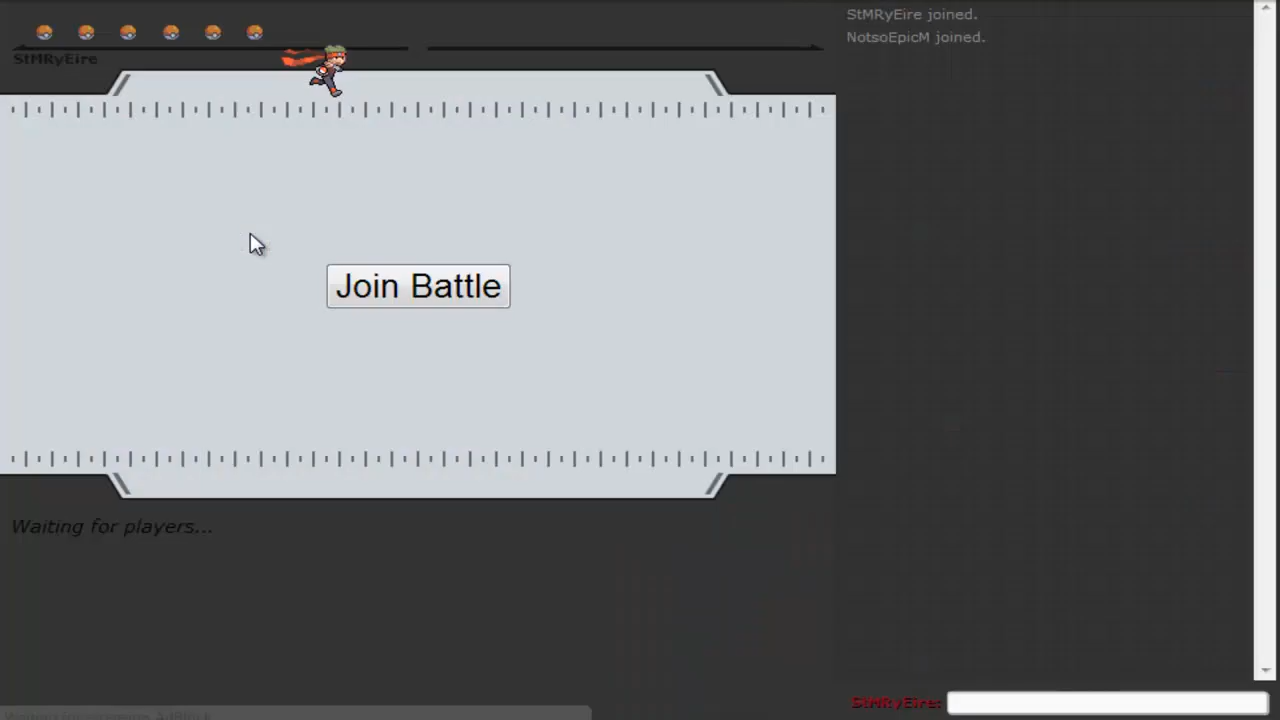 StMRyEire joined.
NotsoEpicM joined.
StMRyEire
Join Battle
Waiting for players...
StMRyEire: